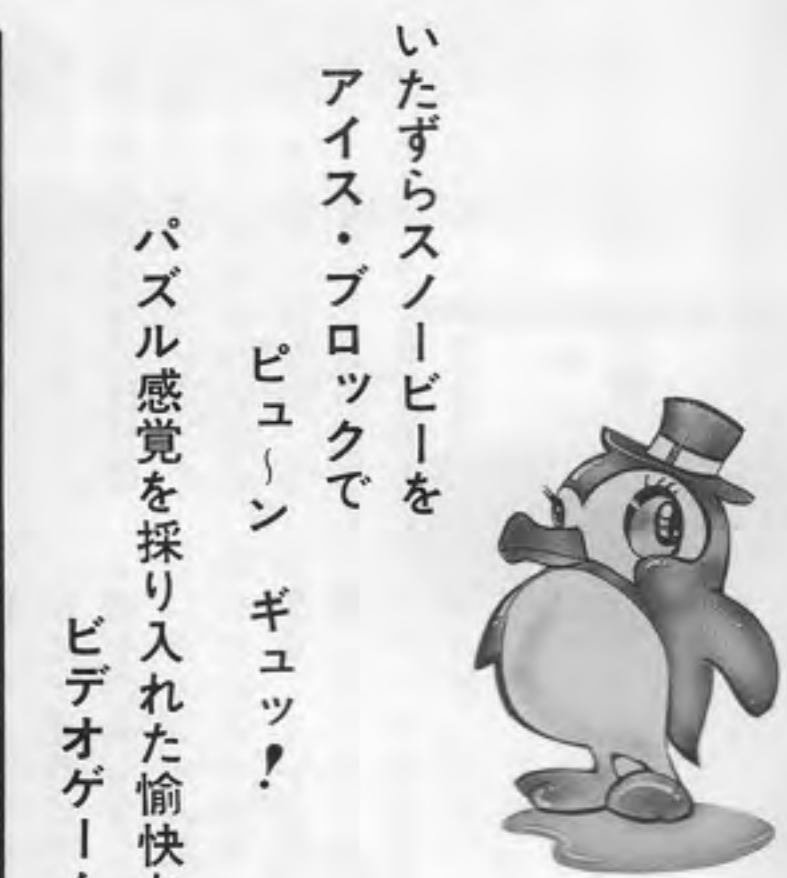 いたずらスノービーを
アイス・ブロックで
ピュ〜ン ギュッ!
パズル感覚を採り入れた愉快
ビデオゲー